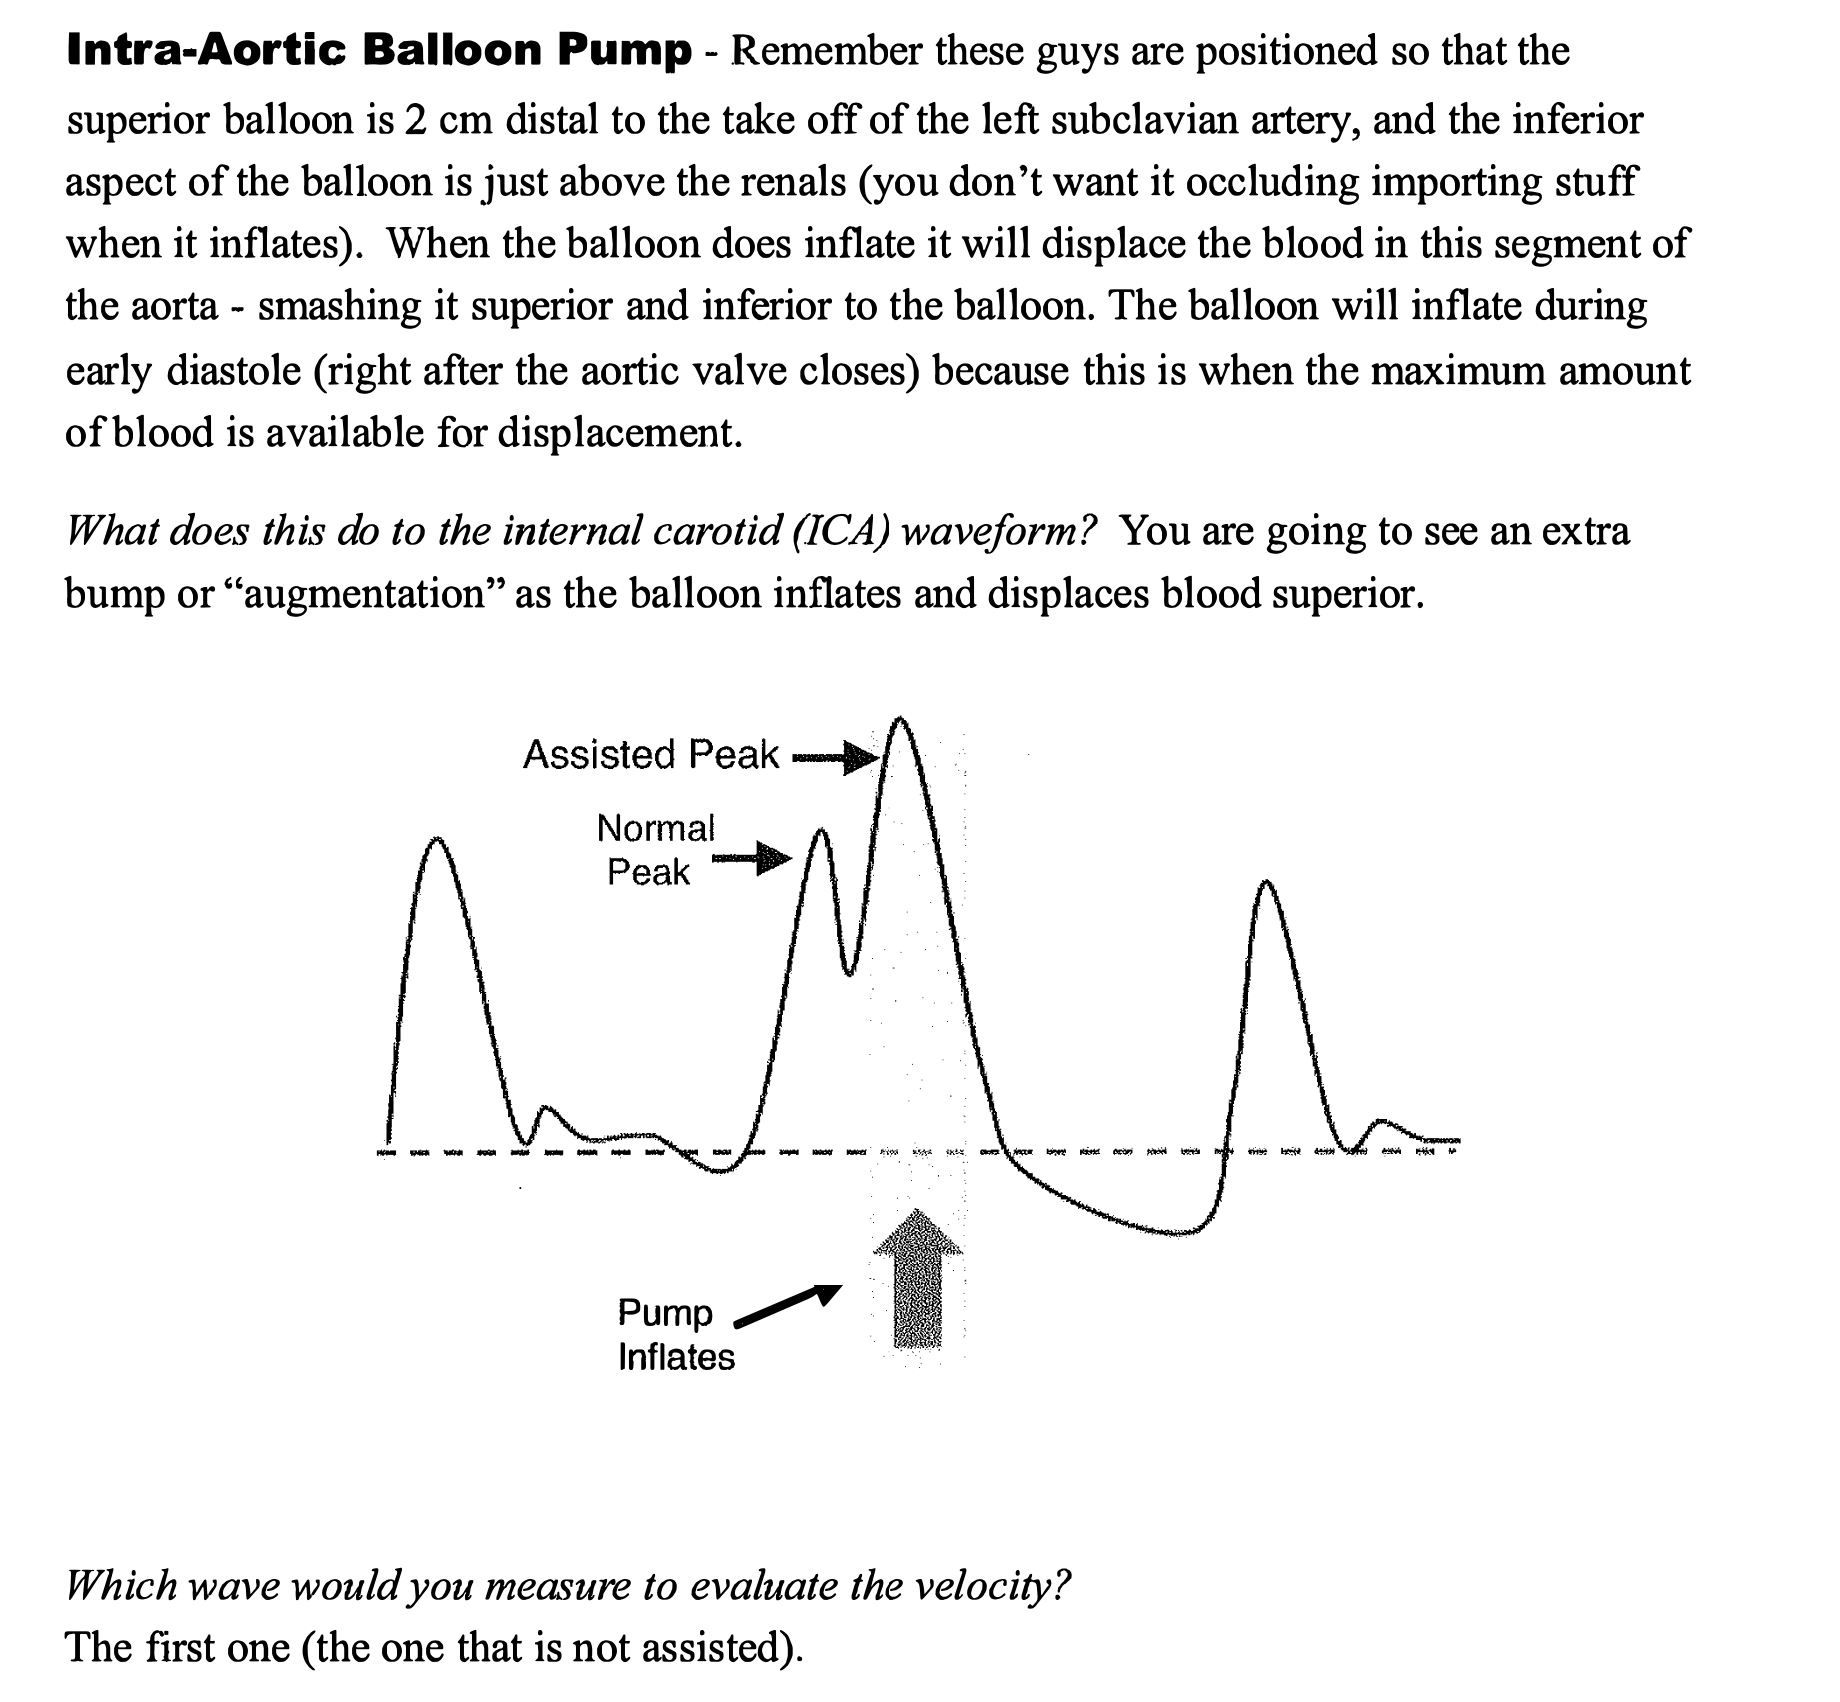 Intra-Aortic Balloon Pump - Remember these guys are positioned so that the
superior balloon is 2 cm distal to the take off of the left subclavian artery, and the inferior
aspect of the balloon is just above the renals (you don’t want it occluding importing stuff
when it inflates).  When the balloon does inflate it will displace the blood in this segment of
the aorta - smashing it superior and inferior to the balloon. The balloon will inflate during
early diastole (right after the aortic valve closes) because this is when the maximum amount
of blood is available for displacement.
What does this do to the internal carotid (ICA) waveform?  You are going to see an extra
bump or “augmentation” as the balloon inflates and displaces blood superior.
Assisted Peak
Normal
Peak
Pump
Inflates
Which wave would you measure to evaluate the velocity?
The first one (the one that is not assisted).